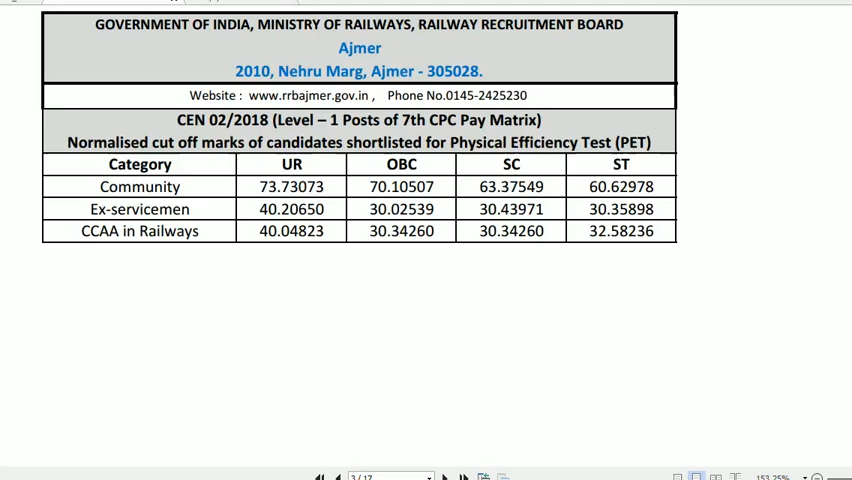 GOVERNMENT OF INDIA, MINISTRY OF RAILWAYS, RAILWAY RECRUITMENT BOARD
Ajmer
2010, Nehru Marg, Ajmer - 305028.
Website : www.rrbajmer.gov.in , Phone No.0145-2425230
CEN 02/2018 (Level – 1 Posts of 7th CPC Pay Matrix)
Normalised cut off marks of candidates shortlisted for Physical Efficiency Test (PET)
Category UR OBC SC ST
Community 73.73073 70.10507 63.37549 60.62978
Ex-servicemen 40.20650 30.02539 30.43971 30.35898
CCAA in Railways 40.04823 30.34260 30.34260 32.58236
3 / 17 153.25%